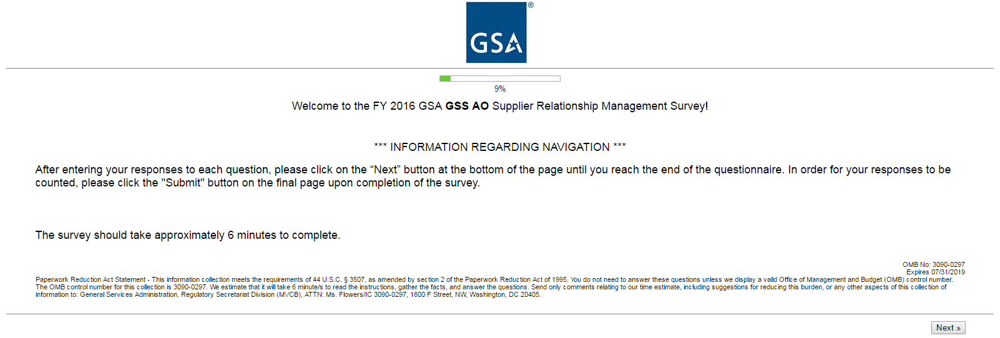 ®
GSA
9%
Welcome to the FY 2016 GSA GSS AO Supplier Relationship Management Survey!
*** INFORMATION REGARDING NAVIGATION ***
After entering your responses to each question, please click on the “Next” button at the bottom of the page until you reach the end of the questionnaire. In order for your responses to be
counted, please click the "Submit" button on the final page upon completion of the survey.
The survey should take approximately 6 minutes to complete.
OMB No: 3090-0297
Expires 07/31/2019
Paperwork Reduction Act Statement - This information collection meets the requirements of 44 U.S.C. § 3507, as amended by section 2 of the Paperwork Reduction Act of 1995. You do not need to answer these questions unless we display a valid Office of Management and Budget (OMB) control number.
The OMB control number for this collection is 3090-0297. We estimate that it will take 6 minute/s to read the instructions, gather the facts, and answer the questions. Send only comments relating to our time estimate, including suggestions for reducing this burden, or any other aspects of this collection of
information to: General Services Administration, Regulatory Secretariat Division (MVCB), ATTN: Ms. Flowers/IC 3090-0297, 1800 F Street, NW, Washington, DC 20405.
Next »